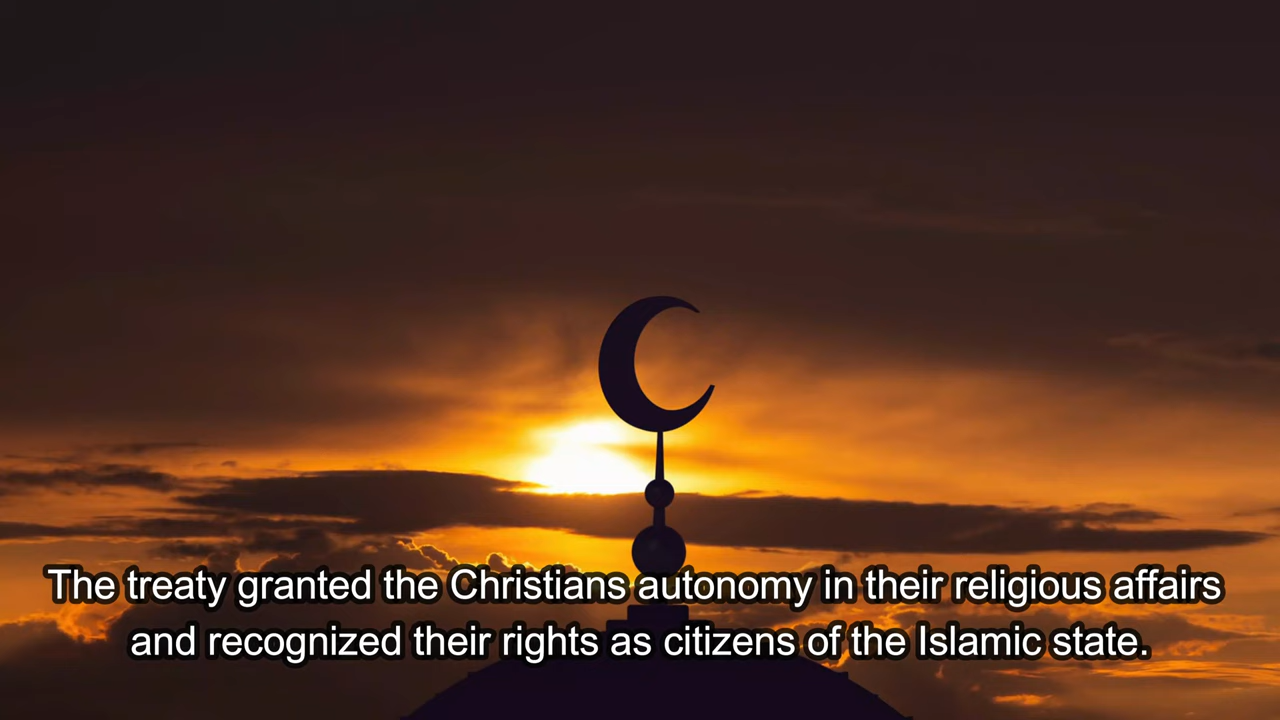 The treaty granted the Christians autonomy in their religious affairs
and recognized their rights as citizens of the Islamic state.